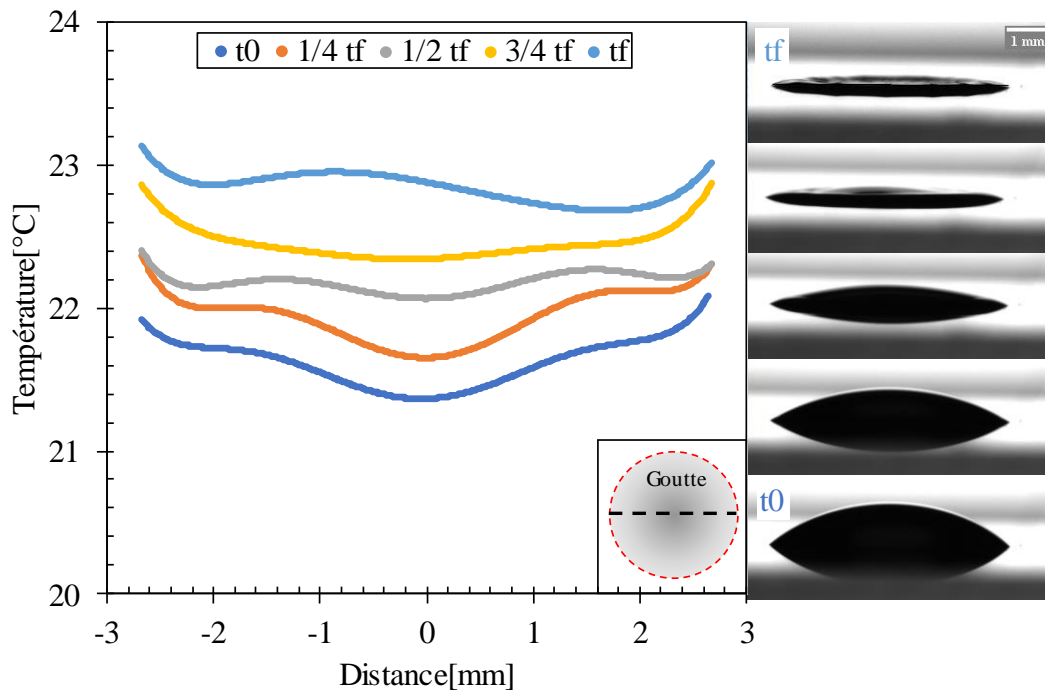 24
23
22
21
20
Température[°C]
t0 1/4 tf 1/2 tf 3/4 tf tf
Goutte
-3 -2 -1 0 1 2 3
Distance[mm]
1 mm
tf
t0